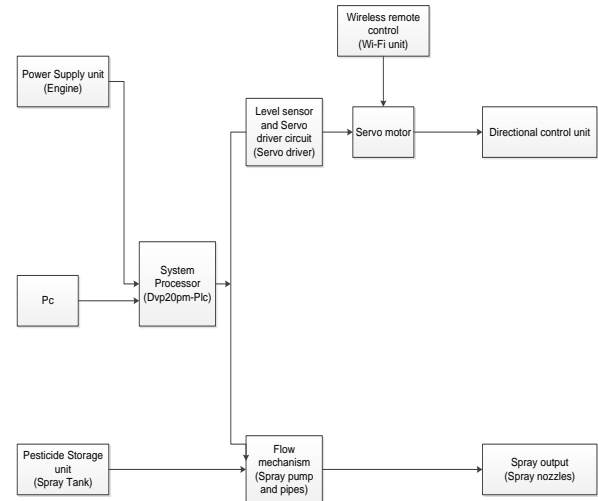 Wireless remote
control
(Wi-Fi unit)
Power Supply unit
(Engine)
Level sensor
and Servo
driver circuit
(Servo driver)
Servo motor
Directional control unit
System
Processor
(Dvp20pm-Plc)
Pc
Pesticide Storage
unit
(Spray Tank)
Flow
mechanism
(Spray pump
and pipes)
Spray output
(Spray nozzles)